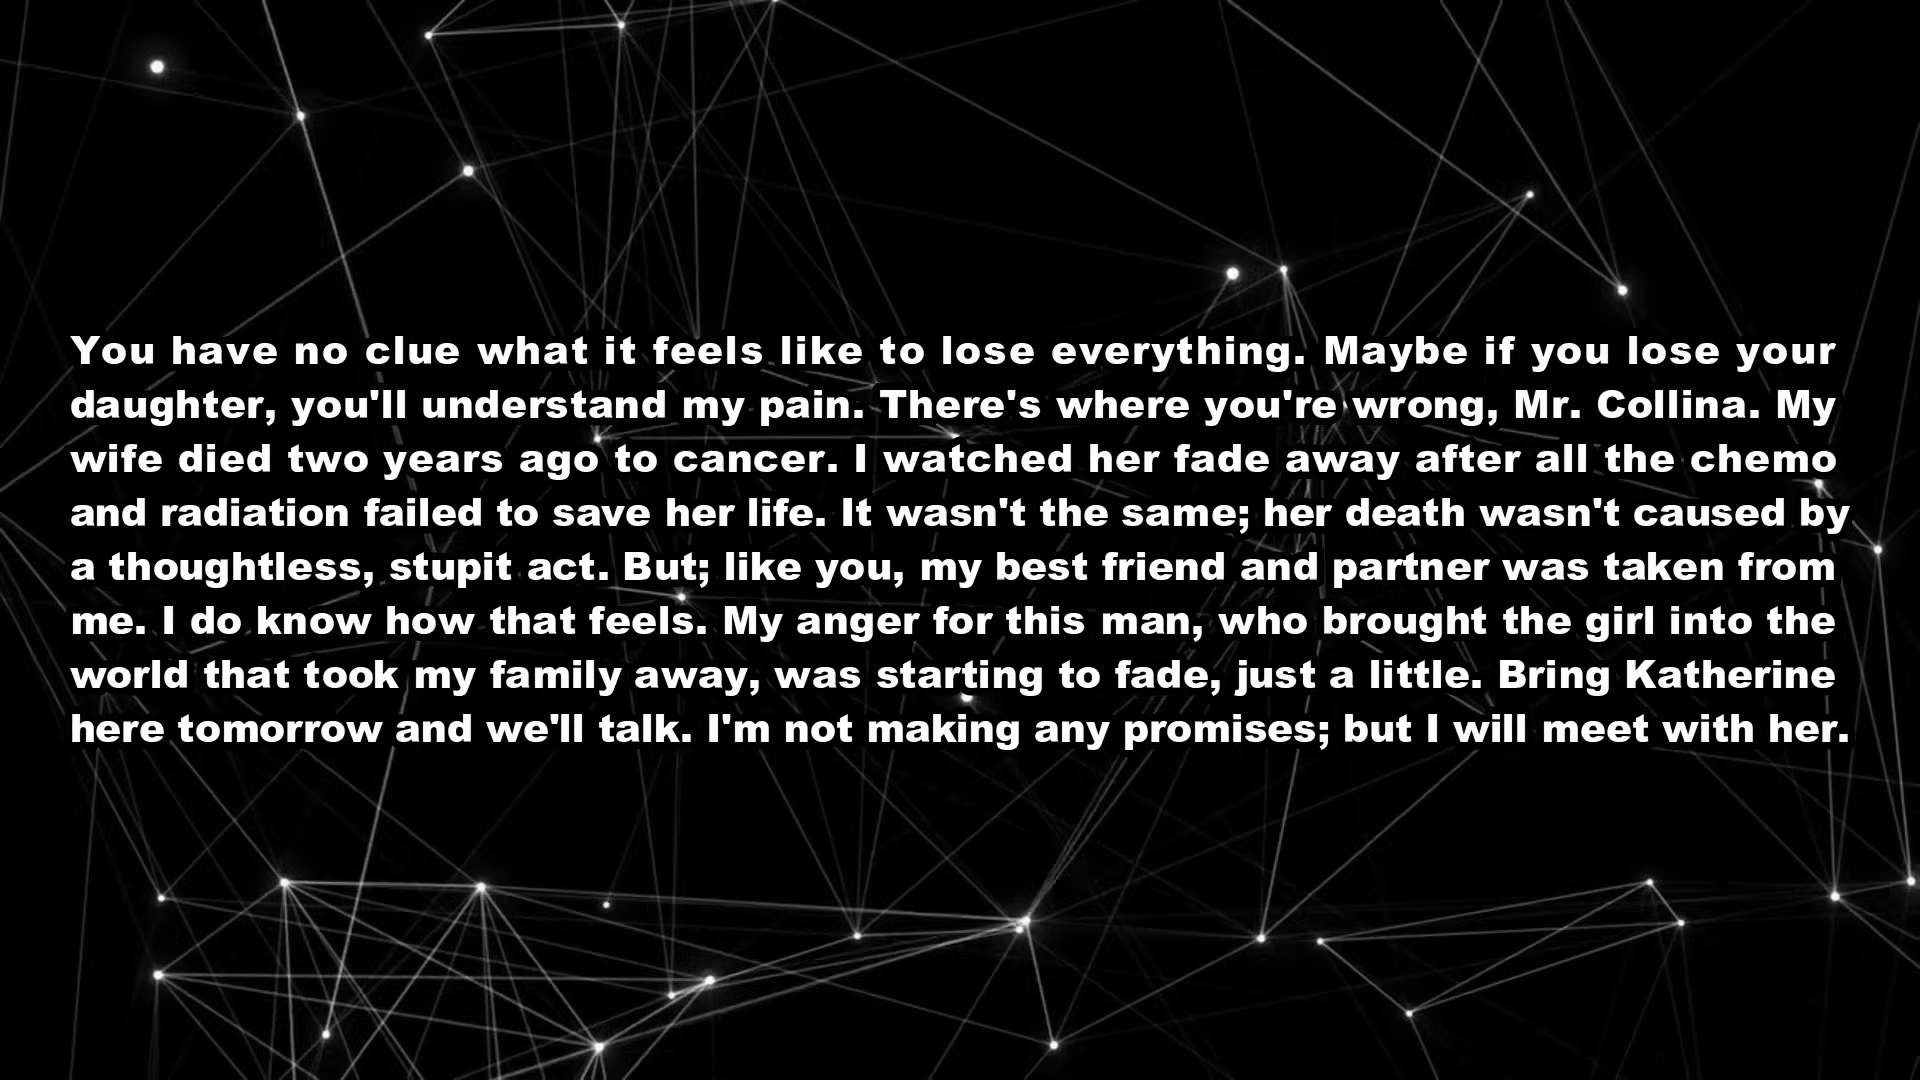 You have no clue what it feels like to lose everything. Maybe if you lose your
daughter, you'll understand my pain. There's where you're wrong, Mr. Collina. My
wife died two years ago to cancer. I watched her fade away after all the chemo
and radiation failed to save her life. It wasn't the same; her death wasn't caused by
a thoughtless, stupit act. But; like you, my best friend and partner was taken from
me. I do know how that feels. My anger for this man, who brought the girl into the
world that took my family away, was starting to fade, just a little. Bring Katherine
here tomorrow and we'll talk. I'm not making any promises; but I will meet with her.